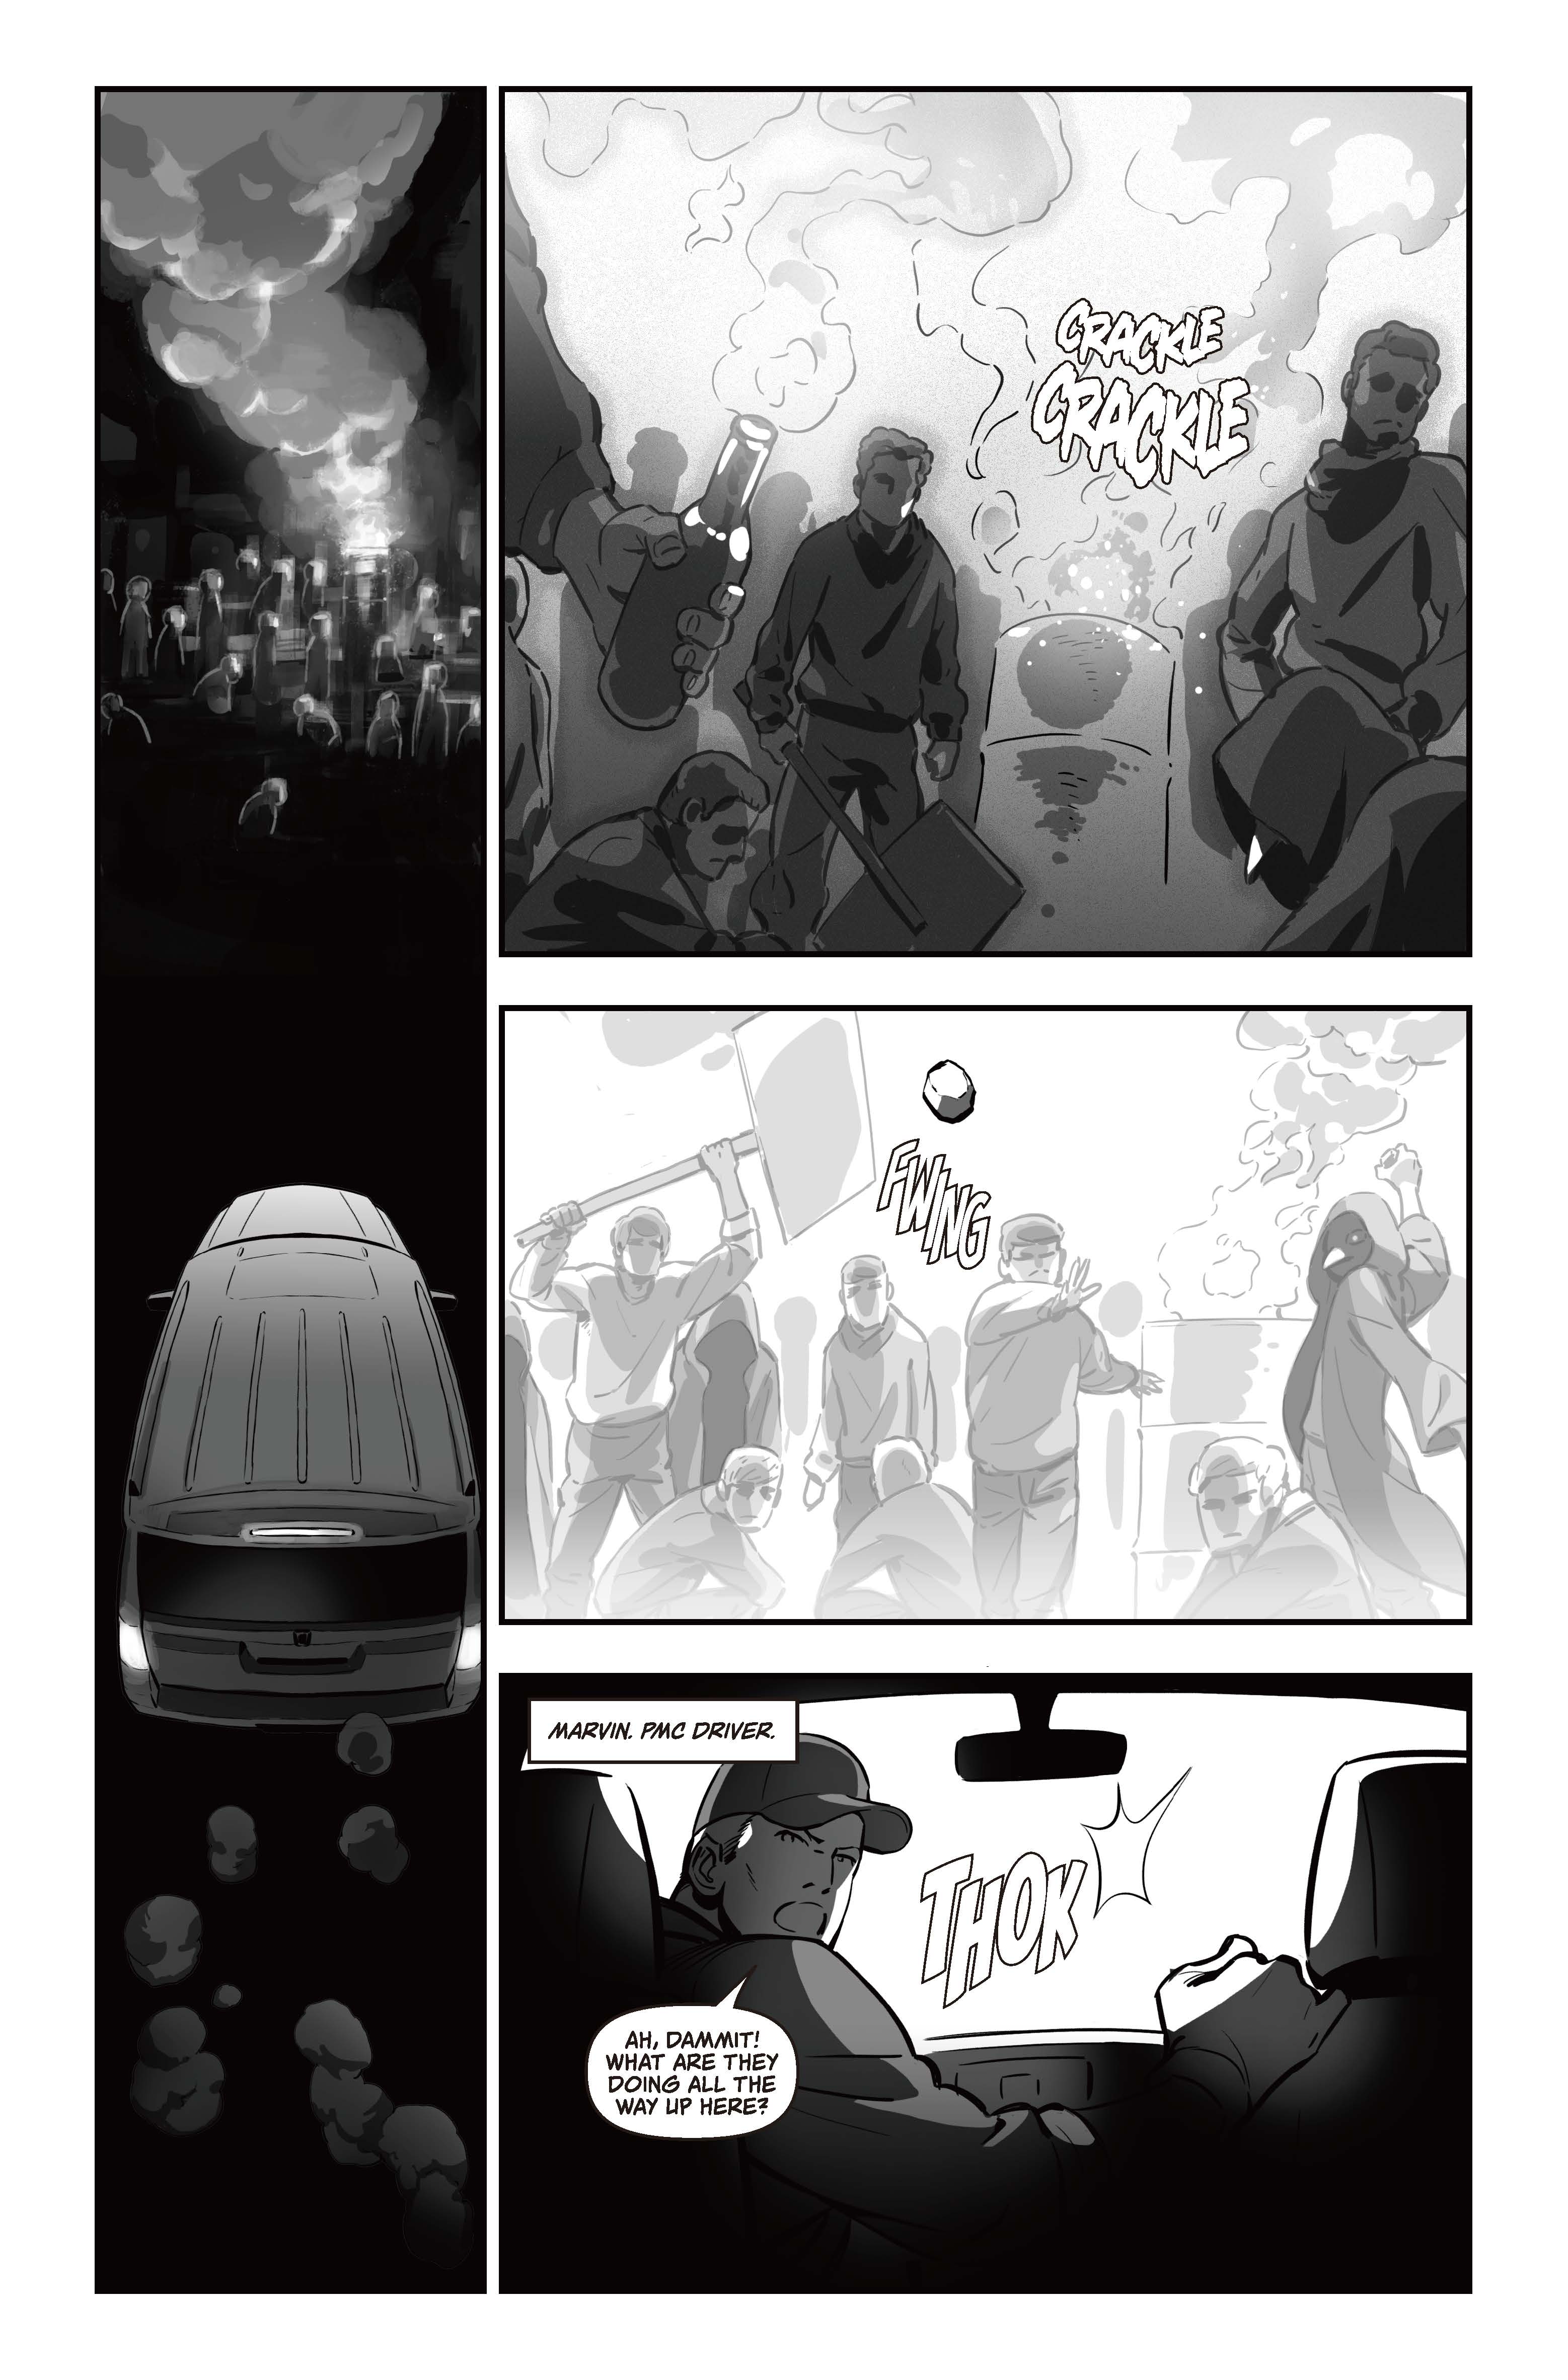 CRACKLE
CRACKLE
FWING
MARVIN. PMC DRIVER.
THOK
AH, DAMMIT!
WHAT ARE THEY
DOING ALL THE
WAY UP HERE?